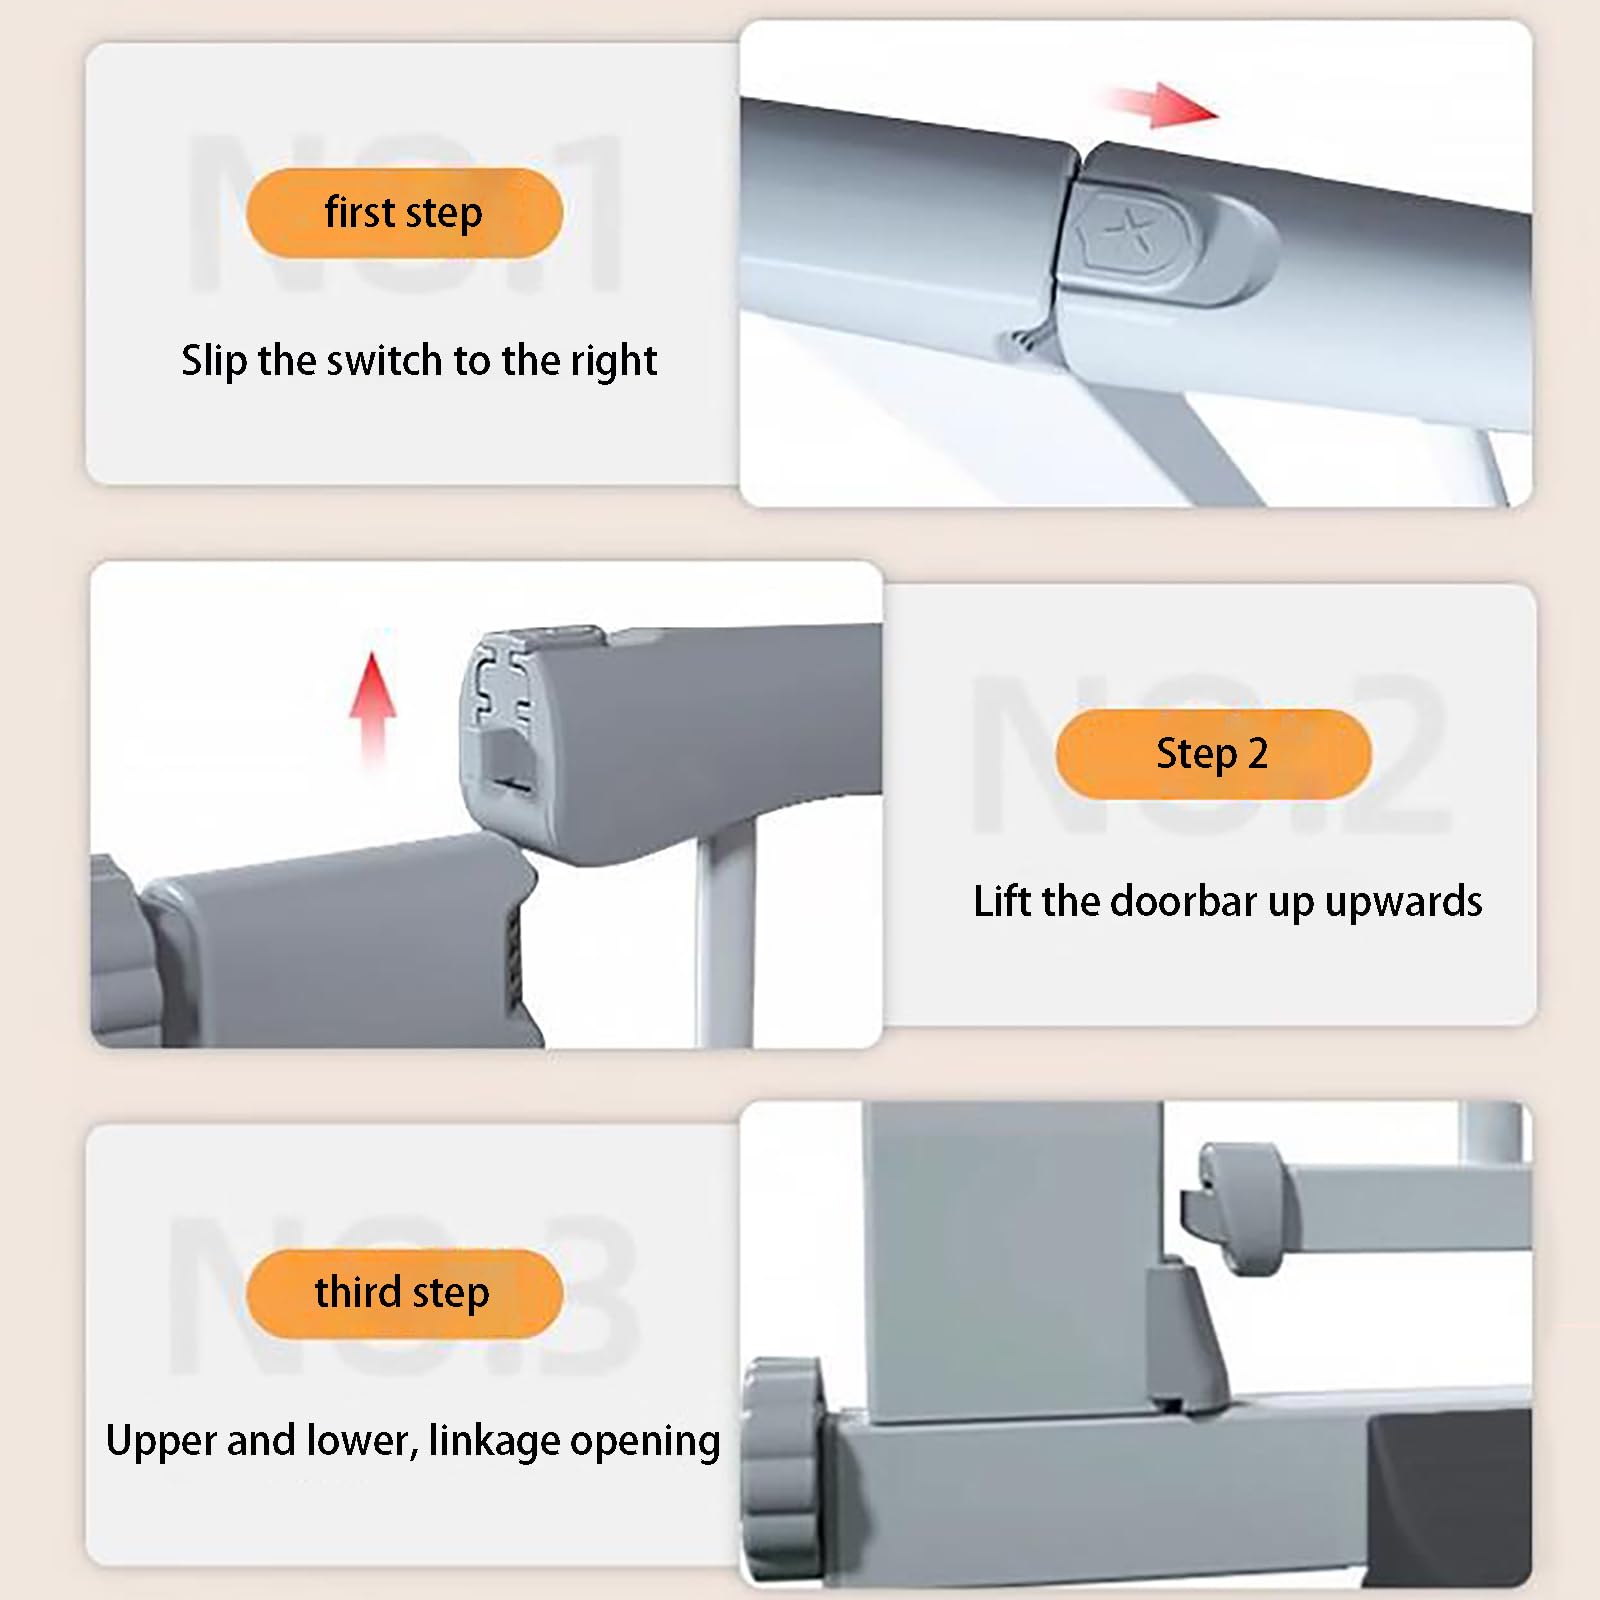 NO.1
first step
Slip the switch to the right
NO.2
Step 2
Lift the doorbar up upwards
NO.3
third step
Upper and lower, linkage opening